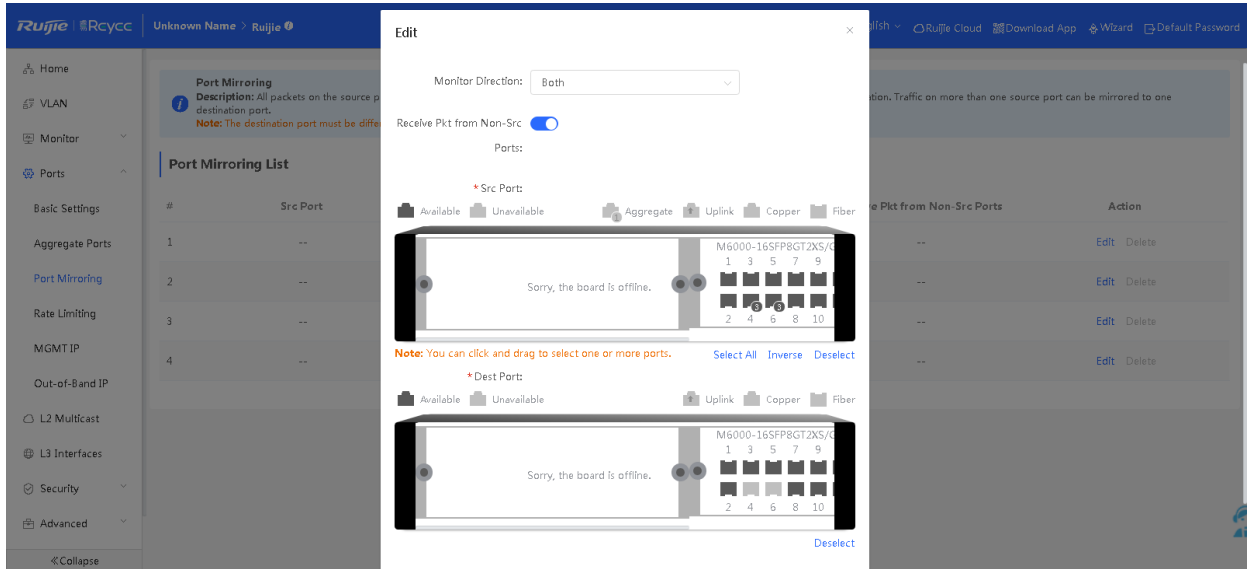 Ruijie | Rcycc
Unknown Name > Ruijie
glish
Ruijie Cloud
Download App
Wizard
Default Password
Home
VLAN
Monitor
Ports
Basic Settings
Aggregate Ports
Port Mirroring
Rate Limiting
MGMT IP
Out-of-Band IP
L2 Multicast
L3 Interfaces
Security
Advanced
≪Collapse
Port Mirroring
Description: All packets on the source p
destination port.
Note: The destination port must be differ
ation. Traffic on more than one source port can be mirrored to one
Port Mirroring List
# Src Port e Pkt from Non-Src Ports Action
1 -- -- Edit Delete
2 -- -- Edit Delete
3 -- -- Edit Delete
4 -- -- Edit Delete
Edit
×
Monitor Direction: Both
Receive Pkt from Non-Src
Ports:
* Src Port:
Available Unavailable 1 Aggregate Uplink Copper Fiber
M6000-16SFP8GT2XS/C
1 3 5 7 9
Sorry, the board is offline.
3 3
2 4 6 8 10
Note: You can click and drag to select one or more ports. Select All Inverse Deselect
* Dest Port:
Available Unavailable Uplink Copper Fiber
M6000-16SFP8GT2XS/C
1 3 5 7 9
Sorry, the board is offline.
2 4 6 8 10
Deselect